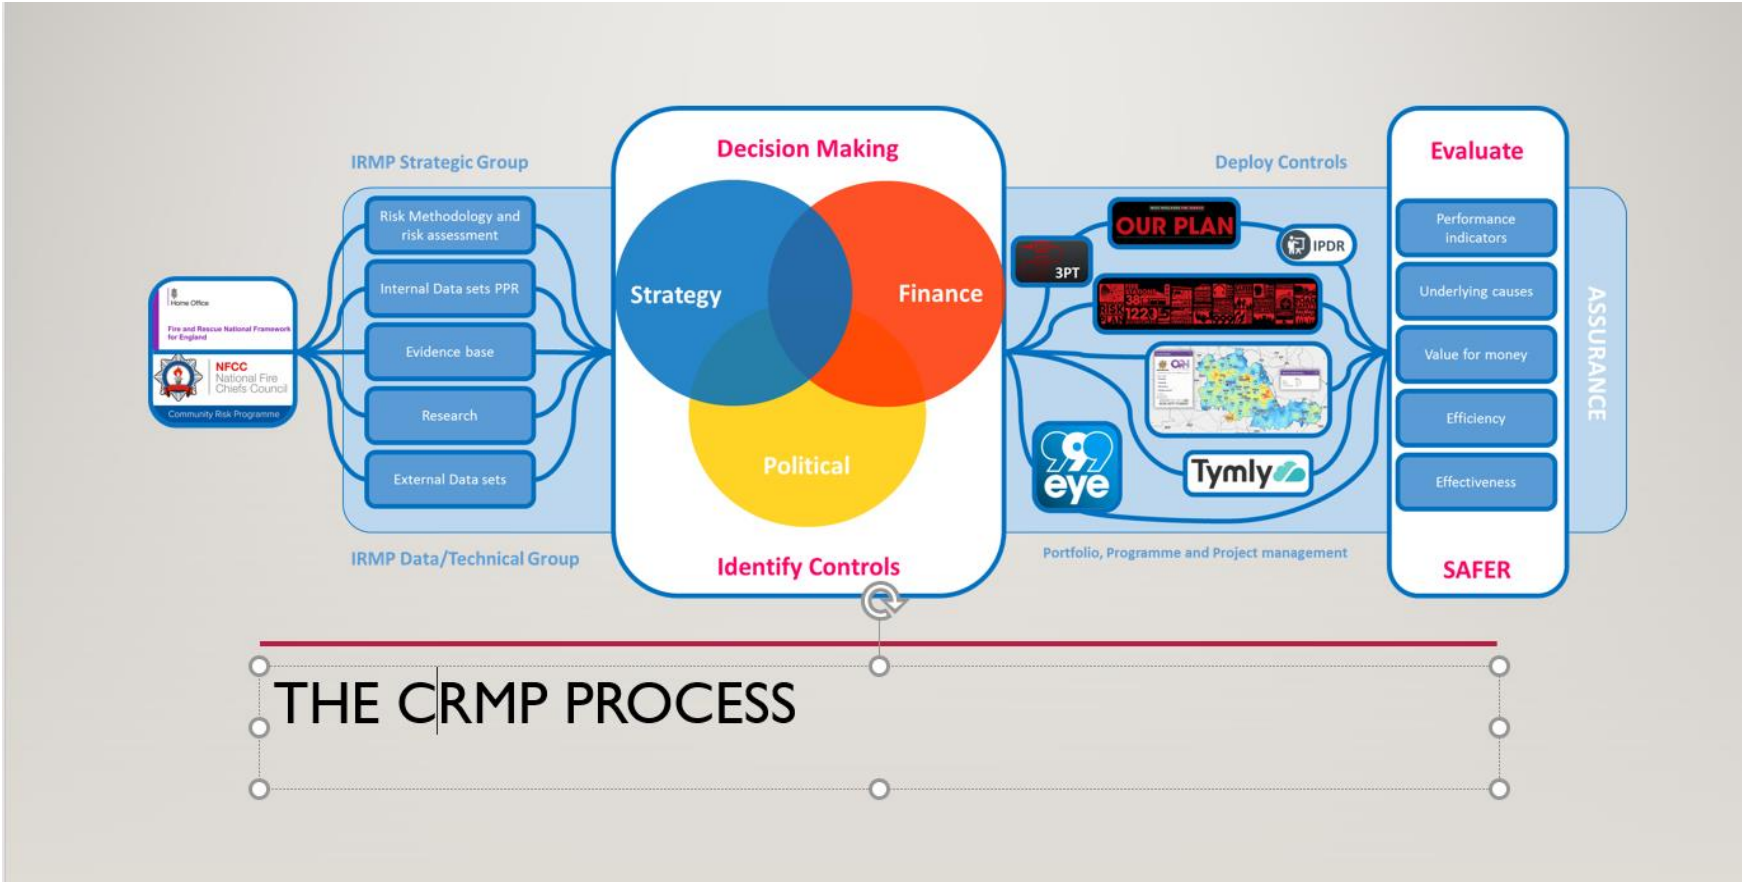 IRMP Strategic Group
Home Office
Fire and Rescue National Framework
for England
NFCC
National Fire
Chiefs Council
Community Risk Programme
Risk Methodology and
risk assessment
Internal Data sets PPR
Evidence base
Research
External Data sets
IRMP Data/Technical Group
Decision Making
Strategy
Finance
Political
Identify Controls
Deploy Controls
OUR PLAN
IPDR
3PT
999
eye
Tymly
Portfolio, Programme and Project management
Evaluate
Performance
indicators
Underlying causes
Value for money
Efficiency
Effectiveness
SAFER
ASSURANCE
THE CRMP PROCESS